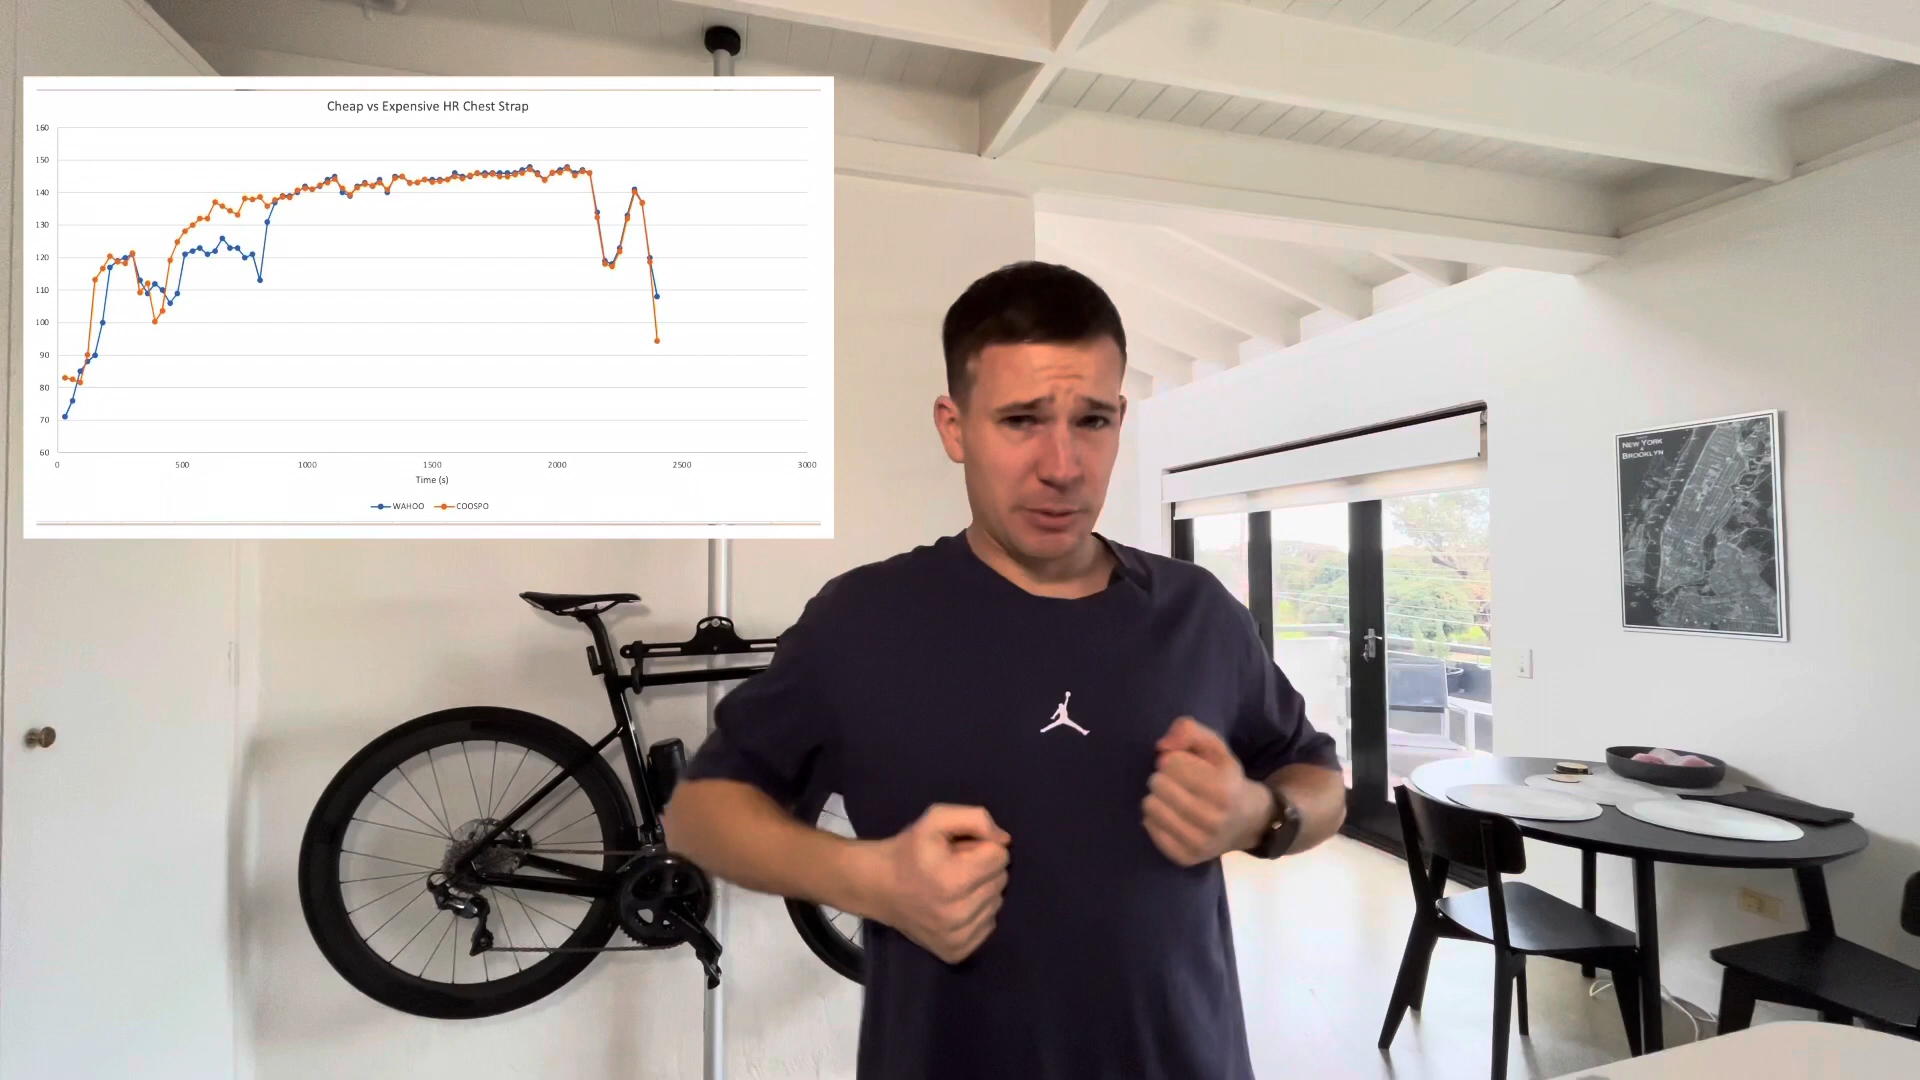 Cheap vs Expensive HR Chest Strap
160
150
140
130
120
110
100
90
80
70
60
0 500 1000 1500 2000 2500 3000
Time (s)
WAHOO COOSPO
NEW YORK
BROOKLYN